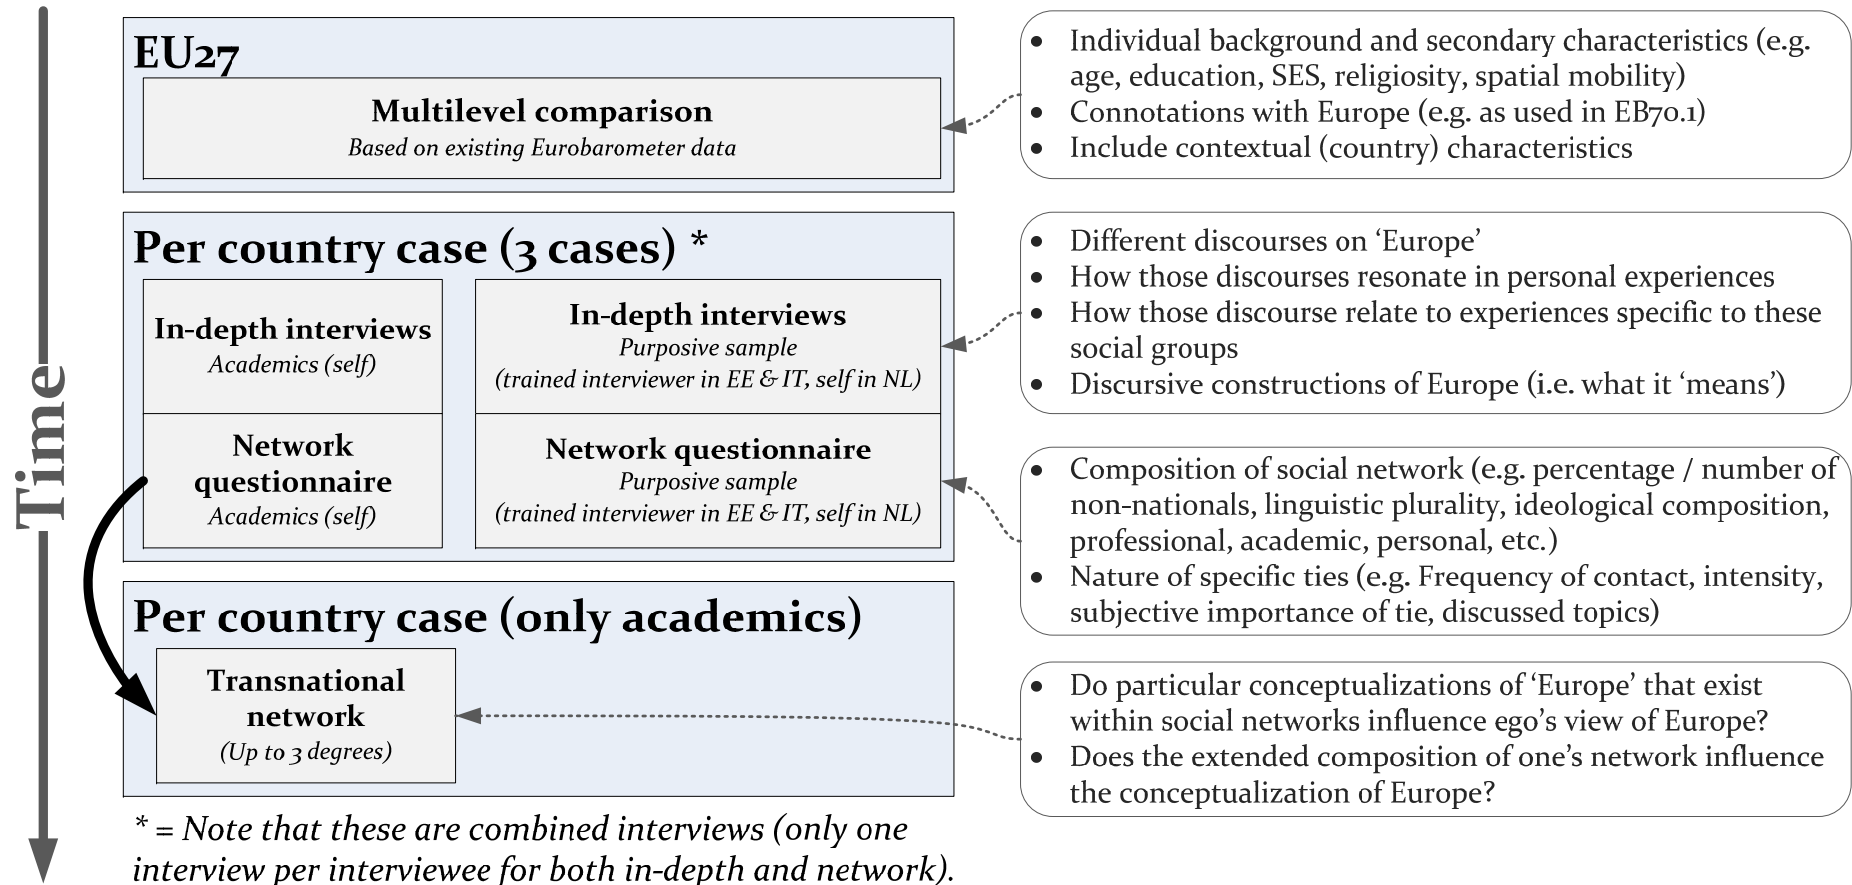 Time
EU27
Multilevel comparison
Based on existing Eurobarometer data
• Individual background and secondary characteristics (e.g.
age, education, SES, religiosity, spatial mobility)
• Connotations with Europe (e.g. as used in EB70.1)
• Include contextual (country) characteristics
Per country case (3 cases) *
In-depth interviews
Academics (self)
In-depth interviews
Purposive sample
(trained interviewer in EE & IT, self in NL)
• Different discourses on ‘Europe’
• How those discourses resonate in personal experiences
• How those discourse relate to experiences specific to these
social groups
• Discursive constructions of Europe (i.e. what it ‘means’)
Network
questionnaire
Academics (self)
Network questionnaire
Purposive sample
(trained interviewer in EE & IT, self in NL)
• Composition of social network (e.g. percentage / number of
non-nationals, linguistic plurality, ideological composition,
professional, academic, personal, etc.)
• Nature of specific ties (e.g. Frequency of contact, intensity,
subjective importance of tie, discussed topics)
Per country case (only academics)
Transnational
network
(Up to 3 degrees)
• Do particular conceptualizations of ‘Europe’ that exist
within social networks influence ego’s view of Europe?
• Does the extended composition of one’s network influence
the conceptualization of Europe?
* = Note that these are combined interviews (only one
interview per interviewee for both in-depth and network).